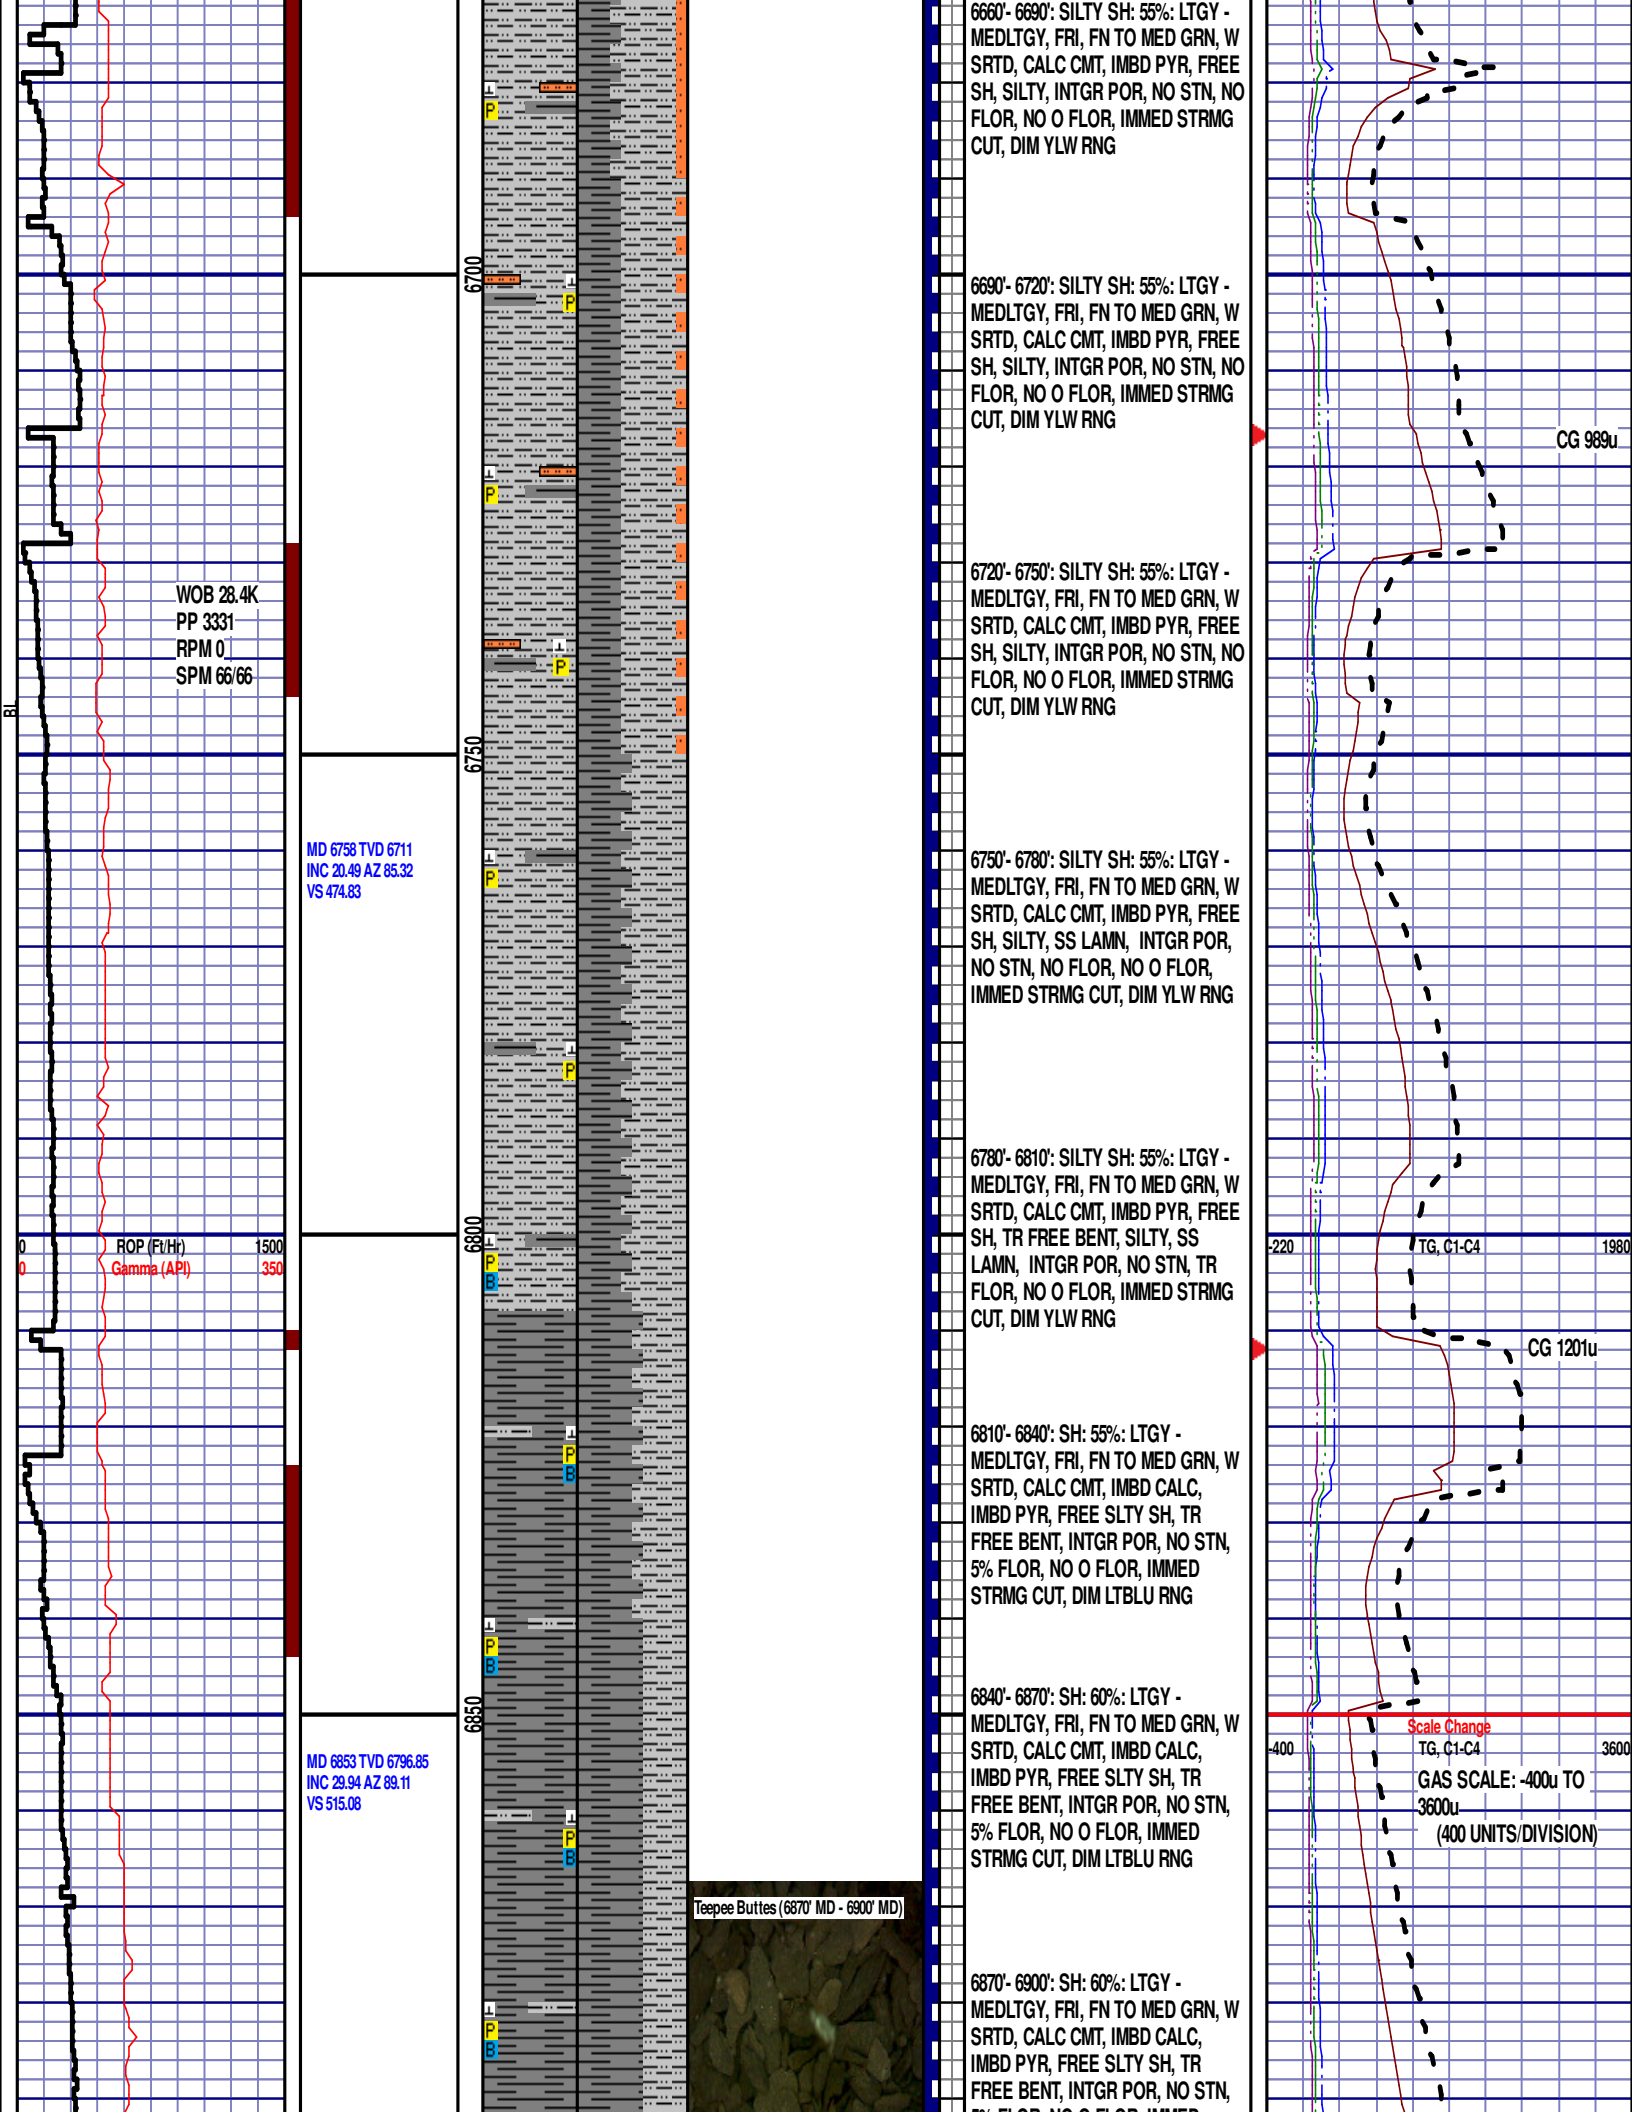 6660'- 6690': SILTY SH: 55%: LTGY -
MEDLTGY, FRI, FN TO MED GRN, W
SRTD, CALC CMT, IMBD PYR, FREE
SH, SILTY, INTGR POR, NO STN, NO
FLOR, NO O FLOR, IMMED STRMG
CUT, DIM YLW RNG
P
6700
P
6690'- 6720': SILTY SH: 55%: LTGY -
MEDLTGY, FRI, FN TO MED GRN, W
SRTD, CALC CMT, IMBD PYR, FREE
SH, SILTY, INTGR POR, NO STN, NO
FLOR, NO O FLOR, IMMED STRMG
CUT, DIM YLW RNG
CG 989u
P
WOB 28.4K
PP 3331
RPM 0
SPM 66/66
BL
6720'- 6750': SILTY SH: 55%: LTGY -
MEDLTGY, FRI, FN TO MED GRN, W
SRTD, CALC CMT, IMBD PYR, FREE
SH, SILTY, INTGR POR, NO STN, NO
FLOR, NO O FLOR, IMMED STRMG
CUT, DIM YLW RNG
P
6750
MD 6758 TVD 6711
INC 20.49 AZ 85.32
VS 474.83
P
6750'- 6780': SILTY SH: 55%: LTGY -
MEDLTGY, FRI, FN TO MED GRN, W
SRTD, CALC CMT, IMBD PYR, FREE
SH, SILTY, SS LAMN, INTGR POR,
NO STN, NO FLOR, NO O FLOR,
IMMED STRMG CUT, DIM YLW RNG
P
6780'- 6810': SILTY SH: 55%: LTGY -
MEDLTGY, FRI, FN TO MED GRN, W
SRTD, CALC CMT, IMBD PYR, FREE
SH, TR FREE BENT, SILTY, SS
LAMN, INTGR POR, NO STN, TR
FLOR, NO O FLOR, IMMED STRMG
CUT, DIM YLW RNG
6800
0 ROP (Ft/Hr) 1500
0 Gamma (API) 350
P
B
-220 TG, C1-C4 1980
CG 1201u
6810'- 6840': SH: 55%: LTGY -
MEDLTGY, FRI, FN TO MED GRN, W
SRTD, CALC CMT, IMBD CALC,
IMBD PYR, FREE SLTY SH, TR
FREE BENT, INTGR POR, NO STN,
5% FLOR, NO O FLOR, IMMED
STRMG CUT, DIM LTBLU RNG
P
B
P
B
6850
6840'- 6870': SH: 60%: LTGY -
MEDLTGY, FRI, FN TO MED GRN, W
SRTD, CALC CMT, IMBD CALC,
IMBD PYR, FREE SLTY SH, TR
FREE BENT, INTGR POR, NO STN,
5% FLOR, NO O FLOR, IMMED
STRMG CUT, DIM LTBLU RNG
Scale Change
-400 TG, C1-C4 3600
GAS SCALE: -400u TO
3600u
(400 UNITS/DIVISION)
MD 6853 TVD 6796.85
INC 29.94 AZ 89.11
VS 515.08
P
B
Teepee Buttes (6870' MD - 6900' MD)
P
B
6870'- 6900': SH: 60%: LTGY -
MEDLTGY, FRI, FN TO MED GRN, W
SRTD, CALC CMT, IMBD CALC,
IMBD PYR, FREE SLTY SH, TR
FREE BENT, INTGR POR, NO STN,
5% FLOR, NO O FLOR, IMMED